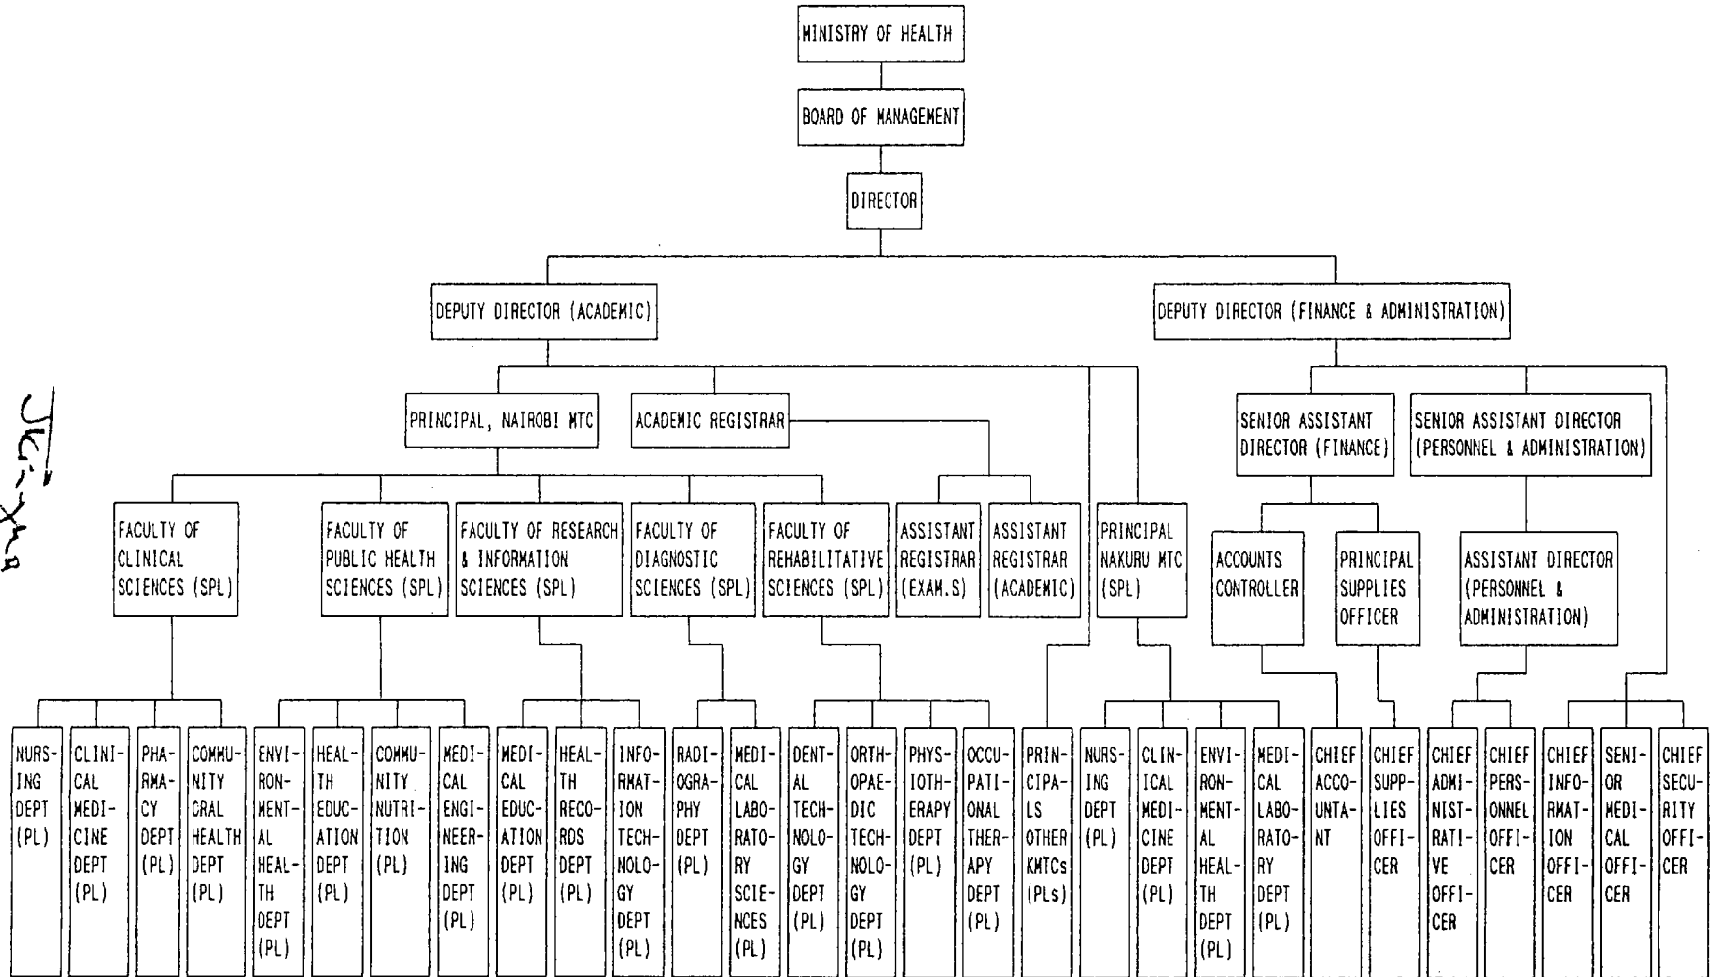 MINISTRY OF HEALTH
BOARD OF MANAGEMENT
DIRECTOR
DEPUTY DIRECTOR (ACADEMIC)
DEPUTY DIRECTOR (FINANCE & ADMINISTRATION)
PRINCIPAL, NAIROBI MTC
ACADEMIC REGISTRAR
SENIOR ASSISTANT
DIRECTOR (FINANCE)
SENIOR ASSISTANT DIRECTOR
(PERSONNEL & ADMINISTRATION)
FACULTY OF
CLINICAL
SCIENCES (SPL)
FACULTY OF
PUBLIC HEALTH
SCIENCES (SPL)
FACULTY OF RESEARCH
& INFORMATION
SCIENCES (SPL)
FACULTY OF
DIAGNOSTIC
SCIENCES (SPL)
FACULTY OF
REHABILITATIVE
SCIENCES (SPL)
ASSISTANT
REGISTRAR
(EXAM.S)
ASSISTANT
REGISTRAR
(ACADEMIC)
PRINCIPAL
NAKURU MTC
(SPL)
ACCOUNTS
CONTROLLER
PRINCIPAL
SUPPLIES
OFFICER
ASSISTANT DIRECTOR
(PERSONNEL &
ADMINISTRATION)
NURS-
ING
DEPT
(PL)
CLINI-
CAL
MEDI-
CINE
DEPT
(PL)
PHA-
RMA-
CY
DEPT
(PL)
COMMU-
NITY
ORAL
HEALTH
DEPT
(PL)
ENVI-
RON-
MENT-
AL
HEAL-
TH
DEPT
(PL)
HEAL-
TH
EDUC-
ATION
DEPT
(PL)
COMMU-
NITY
NUTRI-
TION
(PL)
MEDI-
CAL
ENGI-
NEER-
ING
DEPT
(PL)
MEDI-
CAL
EDUC-
ATION
DEPT
(PL)
HEAL-
TH
RECO-
RDS
DEPT
(PL)
INFO-
RMAT-
ION
TECH-
NOLO-
GY
DEPT
(PL)
RADI-
OGRA-
PHY
DEPT
(PL)
MEDI-
CAL
LABO-
RATO-
RY
SCIE-
NCES
(PL)
DENT-
AL
TECH-
NOLO-
GY
DEPT
(PL)
ORTH-
OPAE-
DIC
TECH-
NOLO-
GY
DEPT
(PL)
PHYS-
IOTH-
ERAPY
DEPT
(PL)
OCCU-
PATI-
ONAL
THER-
APY
DEPT
(PL)
PRIN-
CIPA-
LS
OTHER
KMTCs
(PLs)
NURS-
ING
DEPT
(PL)
CLIN-
ICAL
MEDI-
CINE
DEPT
(PL)
ENVI-
RON-
MENT-
AL
HEAL-
TH
DEPT
(PL)
MEDI-
CAL
LABO-
RATO-
RY
DEPT
(PL)
CHIEF
ACCO-
UNTA-
NT
CHIEF
SUPP-
LIES
OFFI-
CER
CHIEF
ADMI-
NIST-
RATI-
VE
OFFI-
CER
CHIEF
PERS-
ONNEL
OFFI-
CER
CHIEF
INFO-
RMAT-
ION
OFFI-
CER
SENI-
OR
MEDI-
CAL
OFFI-
CER
CHIEF
SECU-
RITY
OFFI-
CER